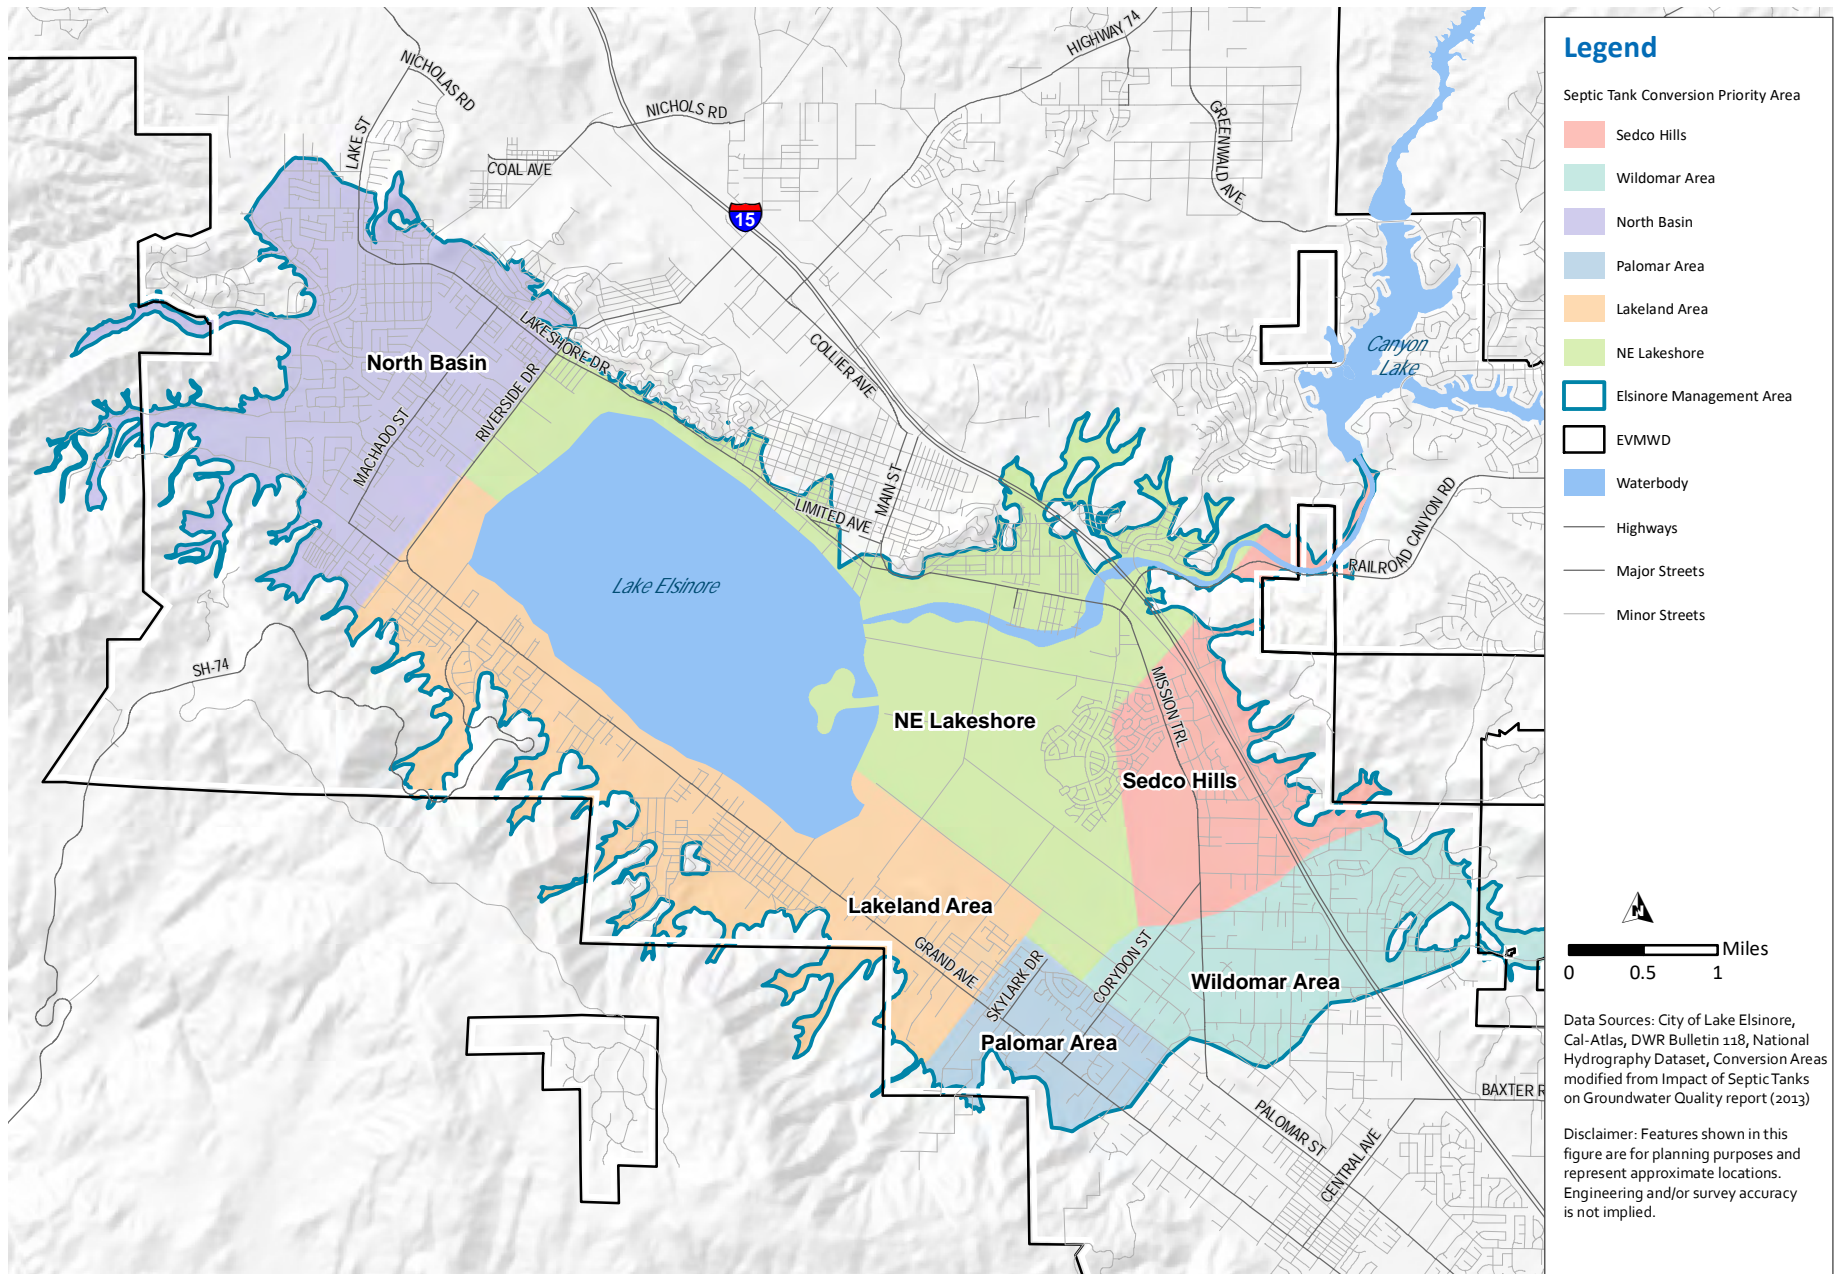 HIGHWAY 74
NICHOLAS RD
NICHOLS RD
LAKE ST
COAL AVE
GREENWALD AVE
15
LAKESHORE DR
COLLIER AVE
Canyon
Lake
North Basin
RIVERSIDE DR
MACHADO ST
MAIN ST
LIMITED AVE
RAILROAD CANYON RD
Lake Elsinore
SH-74
MISSION TRL
NE Lakeshore
Sedco Hills
Lakeland Area
GRAND AVE
SKYLARK DR
CORYDON ST
Wildomar Area
Palomar Area
BAXTER R
PALOMAR ST
CENTRAL AVE
Legend
Septic Tank Conversion Priority Area
Sedco Hills
Wildomar Area
North Basin
Palomar Area
Lakeland Area
NE Lakeshore
Elsinore Management Area
EVMWD
Waterbody
Highways
Major Streets
Minor Streets
N
Miles
0 0.5 1
Data Sources: City of Lake Elsinore,
Cal-Atlas, DWR Bulletin 118, National
Hydrography Dataset, Conversion Areas
modified from Impact of Septic Tanks
on Groundwater Quality report (2013)
Disclaimer: Features shown in this
figure are for planning purposes and
represent approximate locations.
Engineering and/or survey accuracy
is not implied.